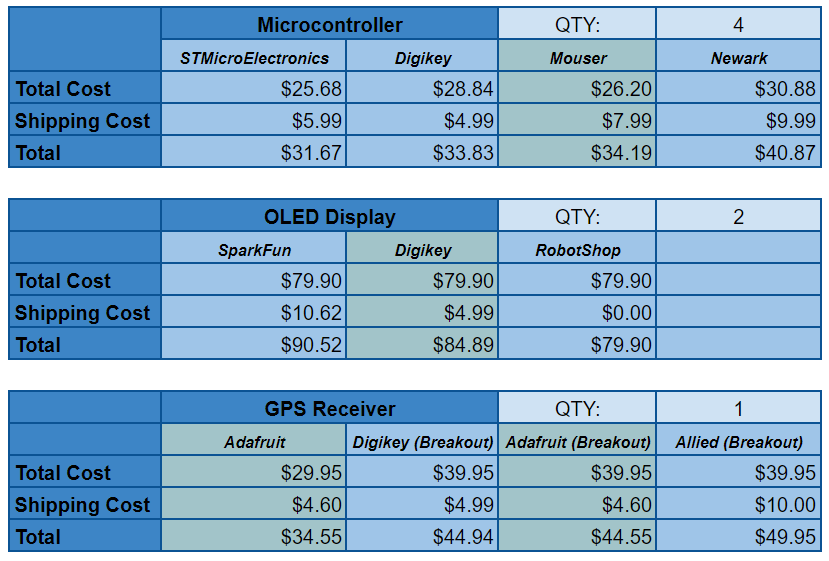 Microcontroller QTY: 4
STMicroElectronics Digikey Mouser Newark
Total Cost $25.68 $28.84 $26.20 $30.88
Shipping Cost $5.99 $4.99 $7.99 $9.99
Total $31.67 $33.83 $34.19 $40.87
OLED Display QTY: 2
SparkFun Digikey RobotShop
Total Cost $79.90 $79.90 $79.90
Shipping Cost $10.62 $4.99 $0.00
Total $90.52 $84.89 $79.90
GPS Receiver QTY: 1
Adafruit Digikey (Breakout) Adafruit (Breakout) Allied (Breakout)
Total Cost $29.95 $39.95 $39.95 $39.95
Shipping Cost $4.60 $4.99 $4.60 $10.00
Total $34.55 $44.94 $44.55 $49.95